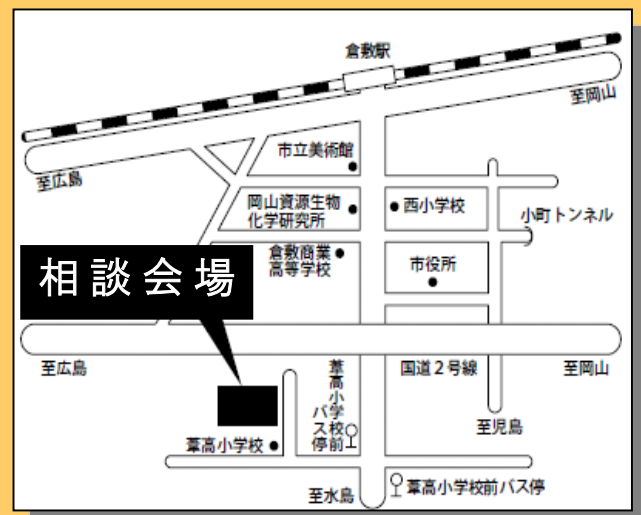 倉敷駅
至岡山
至広島
市立美術館
岡山資源生物
化学研究所
西小学校
小町トンネル
倉敷商業
高等学校
市役所
相談会場
至広島
国道2号線
至岡山
葦高小学校前
バス停
至児島
葦高小学校
至水島
葦高小学校前バス停